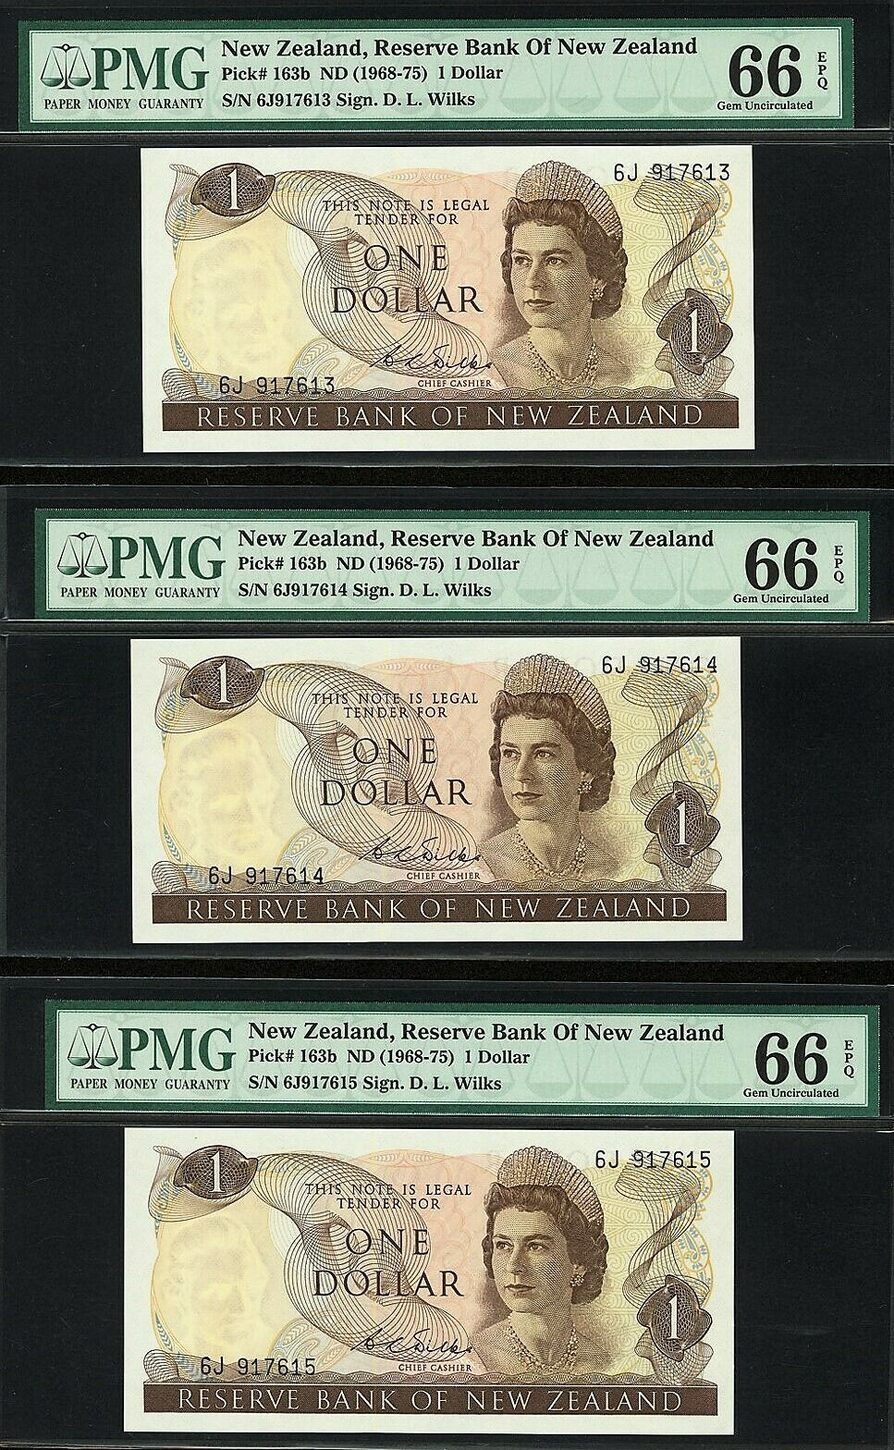 PMG
PAPER MONEY GUARANTY
New Zealand, Reserve Bank Of New Zealand
Pick# 163b ND (1968-75) 1 Dollar
S/N 6J917613 Sign. D. L. Wilks
66 EPQ
Gem Uncirculated
1
6J 917613
THIS NOTE IS LEGAL
TENDER FOR
ONE
DOLLAR
1
CHIEF CASHIER
6J 917613
RESERVE BANK OF NEW ZEALAND
PMG
PAPER MONEY GUARANTY
New Zealand, Reserve Bank Of New Zealand
Pick# 163b ND (1968-75) 1 Dollar
S/N 6J917614 Sign. D. L. Wilks
66 EPQ
Gem Uncirculated
1
6J 917614
THIS NOTE IS LEGAL
TENDER FOR
ONE
DOLLAR
1
CHIEF CASHIER
6J 917614
RESERVE BANK OF NEW ZEALAND
PMG
PAPER MONEY GUARANTY
New Zealand, Reserve Bank Of New Zealand
Pick# 163b ND (1968-75) 1 Dollar
S/N 6J917615 Sign. D. L. Wilks
66 EPQ
Gem Uncirculated
1
6J 917615
THIS NOTE IS LEGAL
TENDER FOR
ONE
DOLLAR
1
CHIEF CASHIER
6J 917615
RESERVE BANK OF NEW ZEALAND